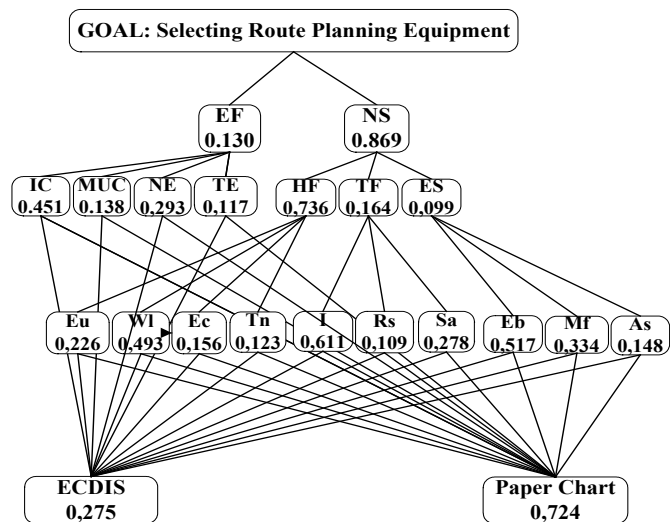 GOAL: Selecting Route Planning Equipment
EF NS
0.130 0.869
IC MUC NE TE HF TF ES
0.451 0.138 0,293 0,117 0,736 0,164 0,099
Eu Wl Ec Tn I Rs Sa Eb Mf As
0,226 0,493 0,156 0,123 0,611 0,109 0,278 0,517 0,334 0,148
ECDIS Paper Chart
0,275 0,724